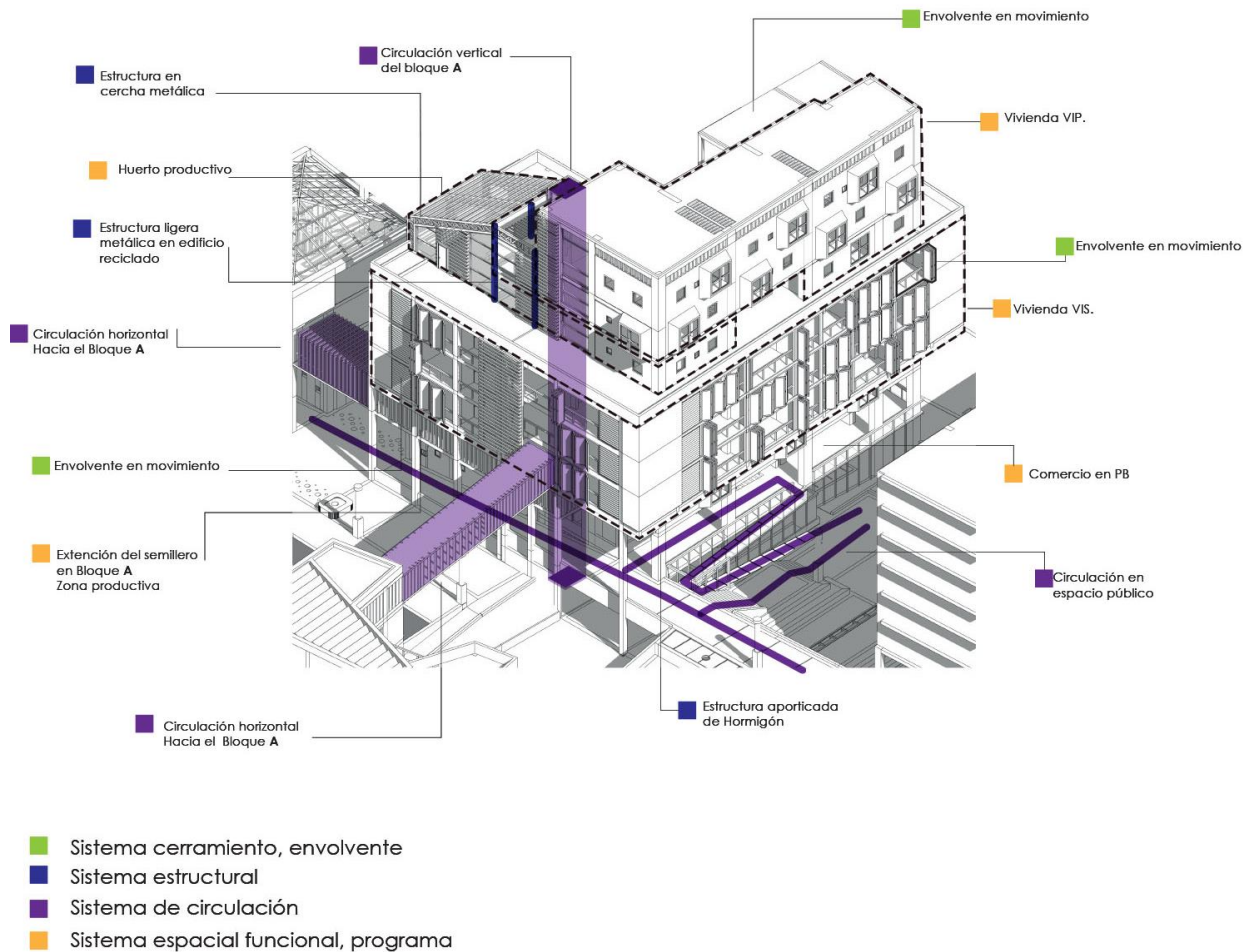 Envolvente en movimiento
Circulación vertical
del bloque A
Estructura en
cercha metálica
Vivienda VIP.
Huerto productivo
Estructura ligera
metálica en edificio
reciclado
Envolvente en movimiento
Vivienda VIS.
Circulación horizontal
Hacia el Bloque A
Envolvente en movimiento
Comercio en PB
Extención del semillero
en Bloque A
Zona productiva
Circulación en
espacio público
Estructura aporticada
de Hormigón
Circulación horizontal
Hacia el Bloque A
Sistema cerramiento, envolvente
Sistema estructural
Sistema de circulación
Sistema espacial funcional, programa